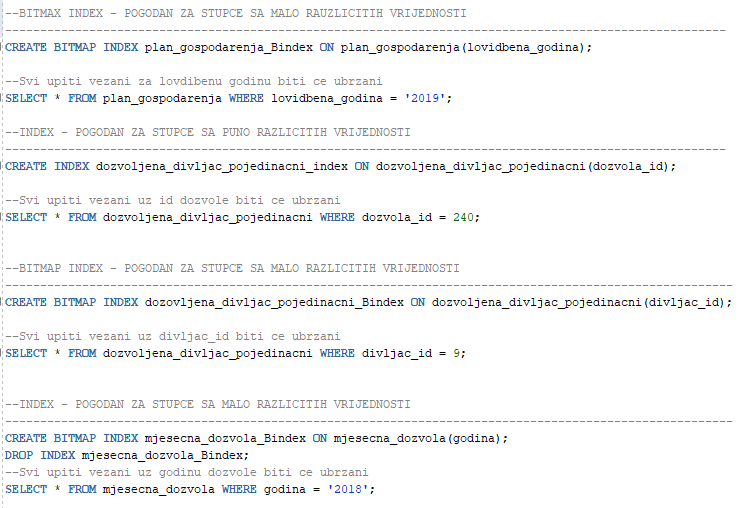 --BITMAX INDEX - POGODAN ZA STUPCE SA MALO RAUZLICITIH VRIJEDNOSTI
--------------------------------------------------------------------------------------------------------
CREATE BITMAP INDEX plan_gospodarenja_Bindex ON plan_gospodarenja(lovidbena_godina);
--Svi upiti vezani za lovdibenu godinu biti ce ubrzani
SELECT * FROM plan_gospodarenja WHERE lovidbena_godina = '2019';
--INDEX - POGODAN ZA STUPCE SA PUNO RAZLICITIH VRIJEDNOSTI
--------------------------------------------------------------------------------------------------------
CREATE INDEX dozvoljena_divljac_pojedinacni_index ON dozvoljena_divljac_pojedinacni(dozvola_id);
--Svi upiti vezani uz id dozvole biti ce ubrzani
SELECT * FROM dozvoljena_divljac_pojedinacni WHERE dozvola_id = 240;
--BITMAP INDEX - POGODAN ZA STUPCE SA MALO RAZLICITIH VRIJEDNOSTI
---------------------------------------------------------------------------------------------------------
CREATE BITMAP INDEX dozovljena_divljac_pojedinacni_Bindex ON dozvoljena_divljac_pojedinacni(divljac_id);
--Svi upiti vezani uz divljac_id biti ce ubrzani
SELECT * FROM dozvoljena_divljac_pojedinacni WHERE divljac_id = 9;
--INDEX - POGODAN ZA STUPCE SA MALO RAZLICITIH VRIJEDNOSTI
---------------------------------------------------------------------------------------------------------
CREATE BITMAP INDEX mjesecna_dozvola_Bindex ON mjesecna_dozvola(godina);
DROP INDEX mjesecna_dozvola_Bindex;
--Svi upiti vezani uz godinu dozvole biti ce ubrzani
SELECT * FROM mjesecna_dozvola WHERE godina = '2018';